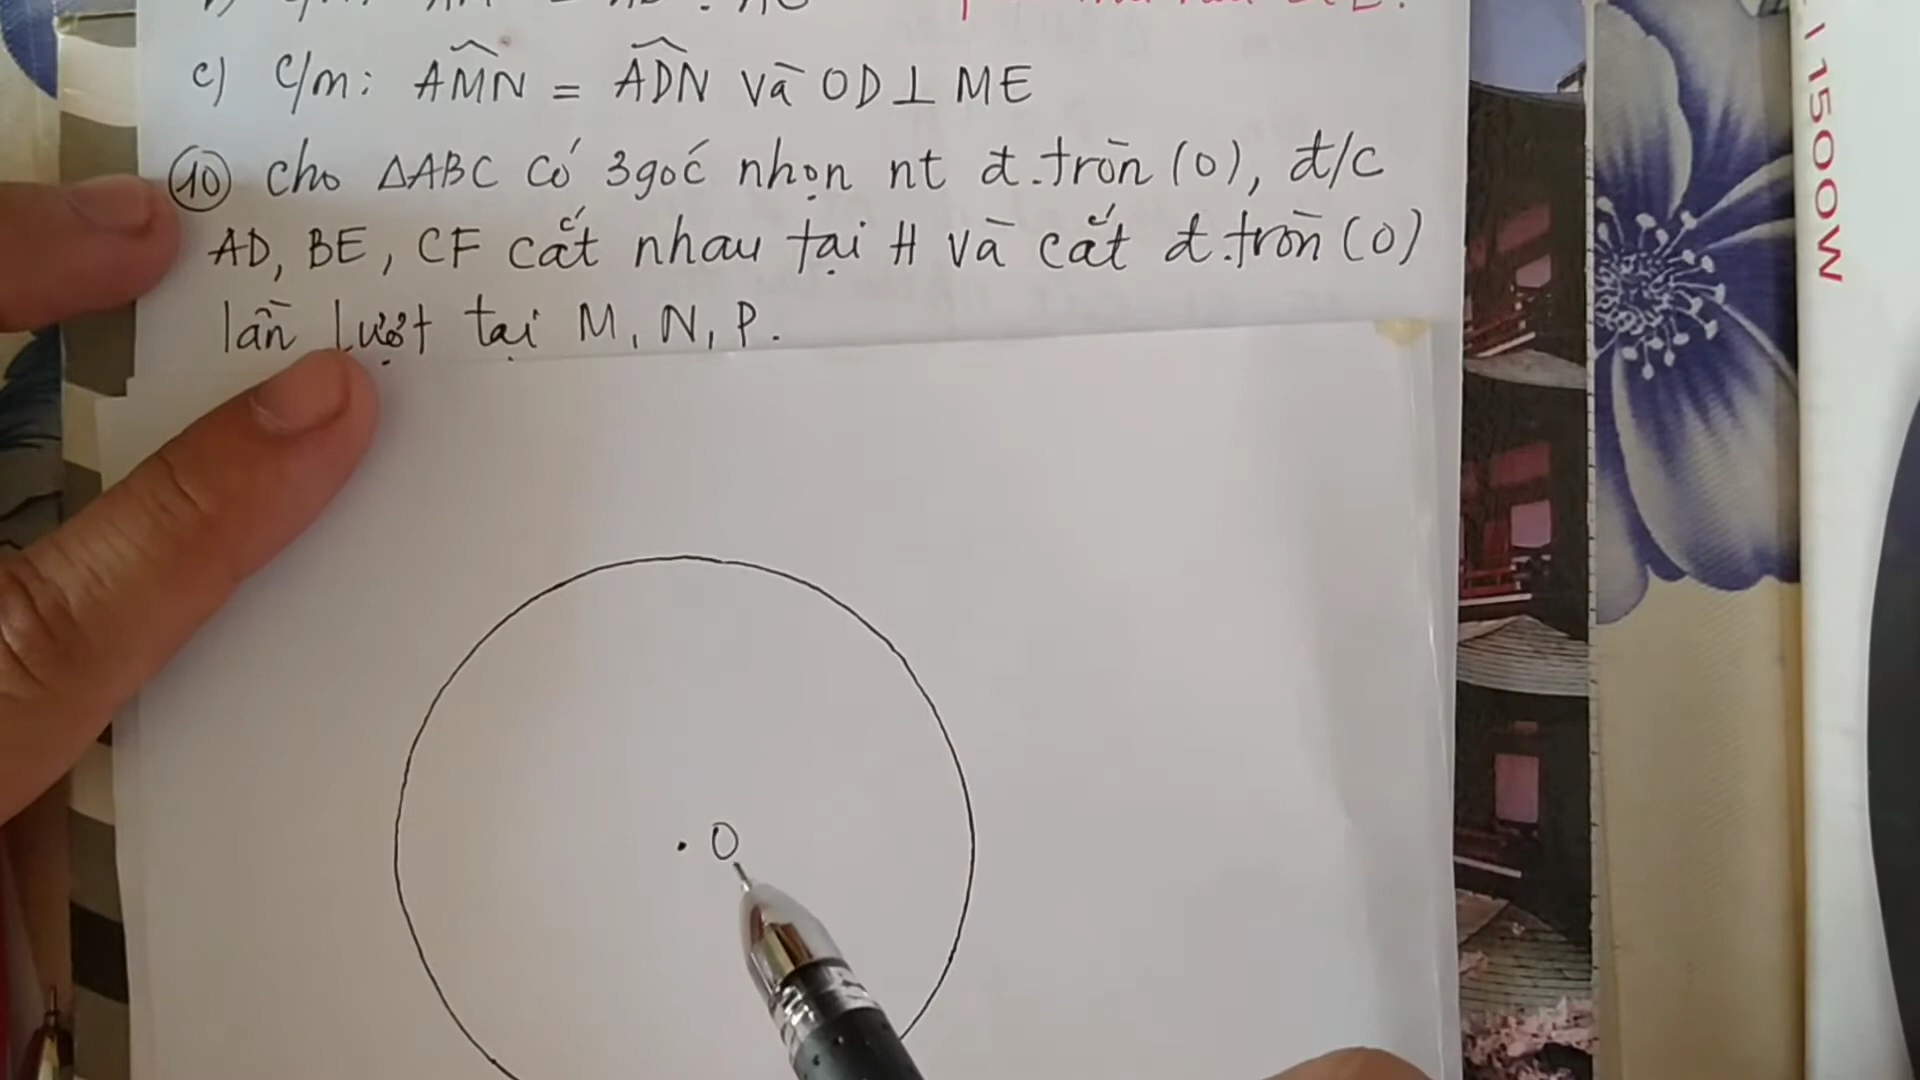 c) c/m: AMN = ADN và OD⊥ME
⑩ cho ΔABC có 3 góc nhọn nt đ.tròn (O), đ/c
AD, BE, CF cắt nhau tại H và cắt đ.tròn (O)
lần lượt tại M, N, P.
O
1500W